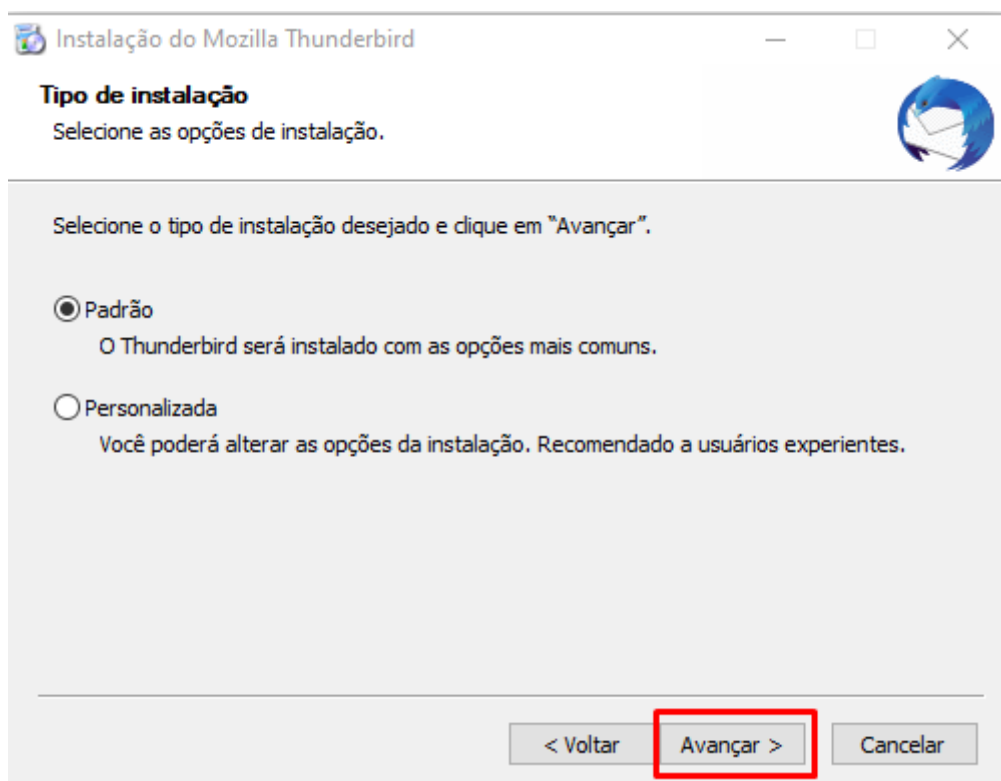 Instalação do Mozilla Thunderbird
Tipo de instalação
Selecione as opções de instalação.
Selecione o tipo de instalação desejado e clique em “Avançar”.
Padrão
O Thunderbird será instalado com as opções mais comuns.
Personalizada
Você poderá alterar as opções da instalação. Recomendado a usuários experientes.
< Voltar
Avançar >
Cancelar